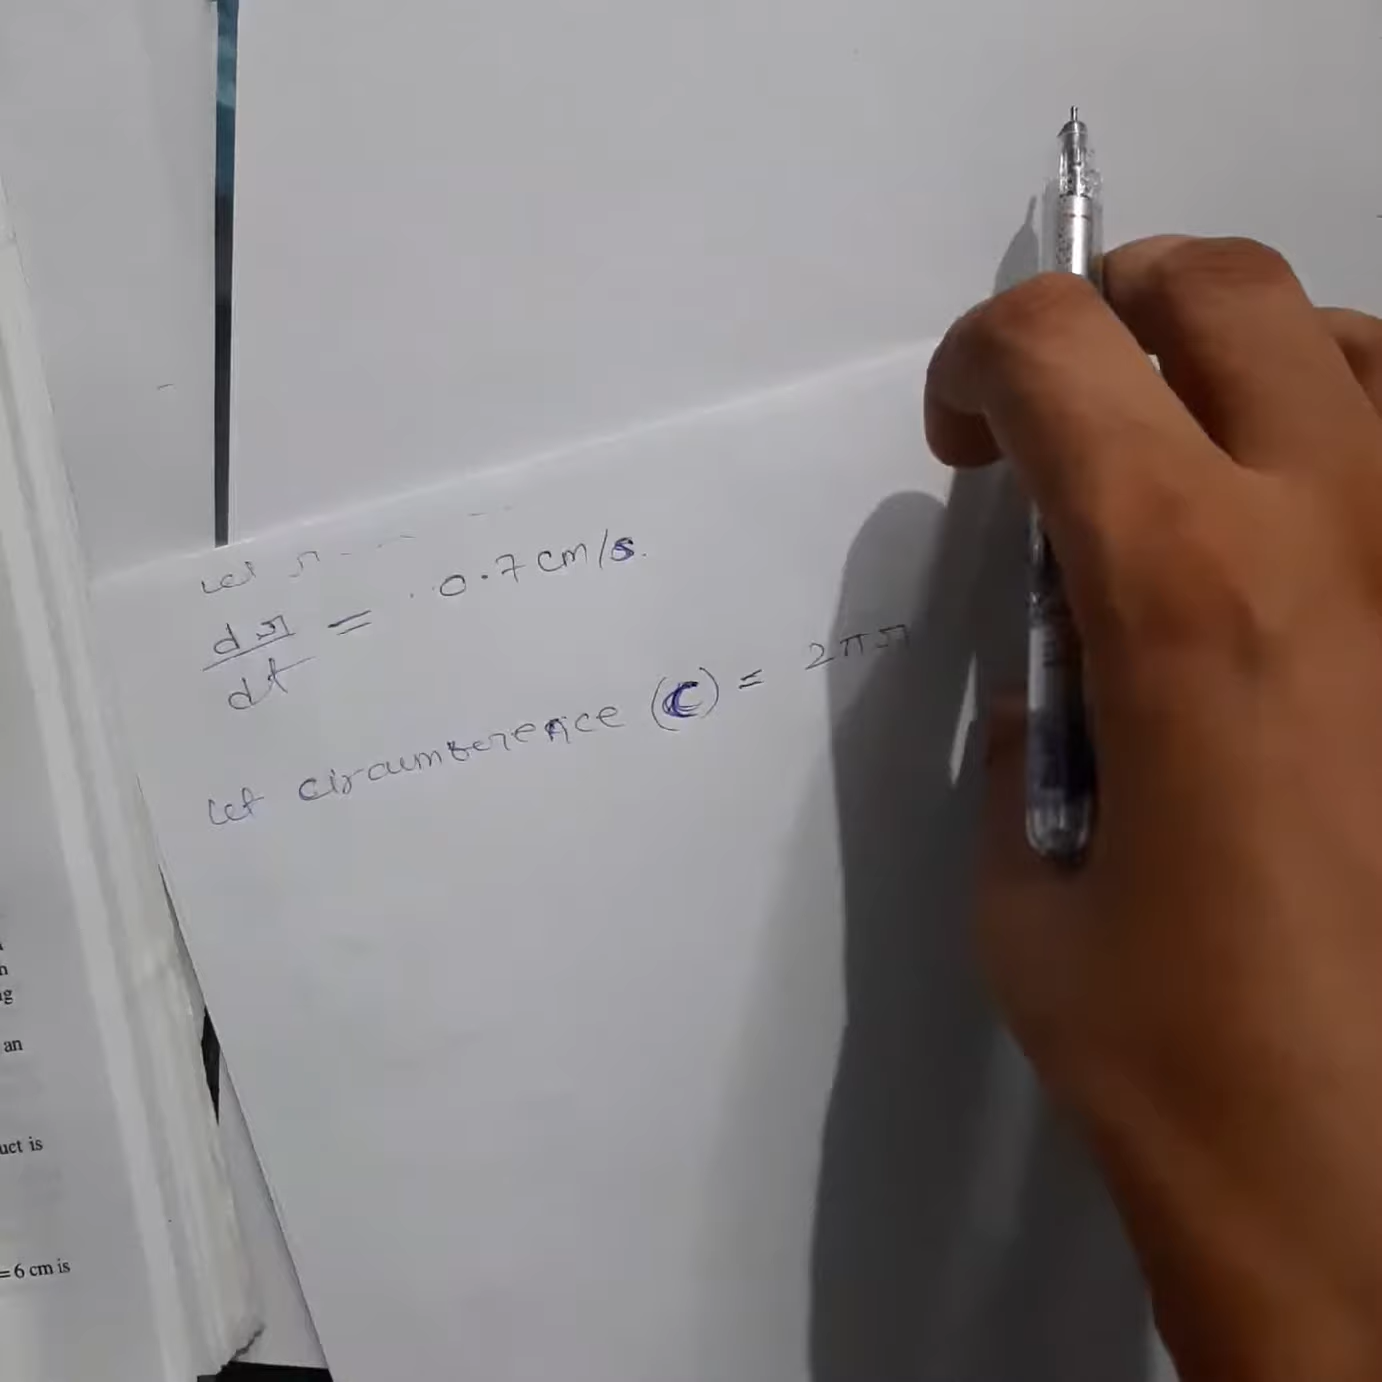 let r - - - - -
dr/dt = 0.7 cm/s.
let circumference (C) = 2πr
an
uct is
= 6 cm is